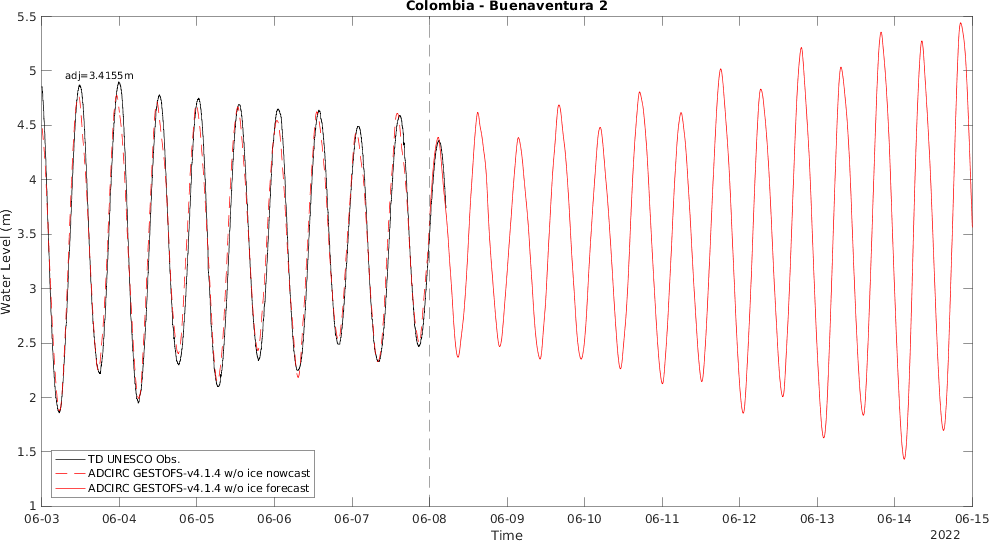 Colombia - Buenaventura 2
adj=3.4155m
5.5
5
4.5
4
3.5
3
2.5
2
1.5
1
Water Level (m)
TD UNESCO Obs.
ADCIRC GESTOFS-v4.1.4 w/o ice nowcast
ADCIRC GESTOFS-v4.1.4 w/o ice forecast
06-03 06-04 06-05 06-06 06-07 06-08 06-09 06-10 06-11 06-12 06-13 06-14 06-15
Time
2022